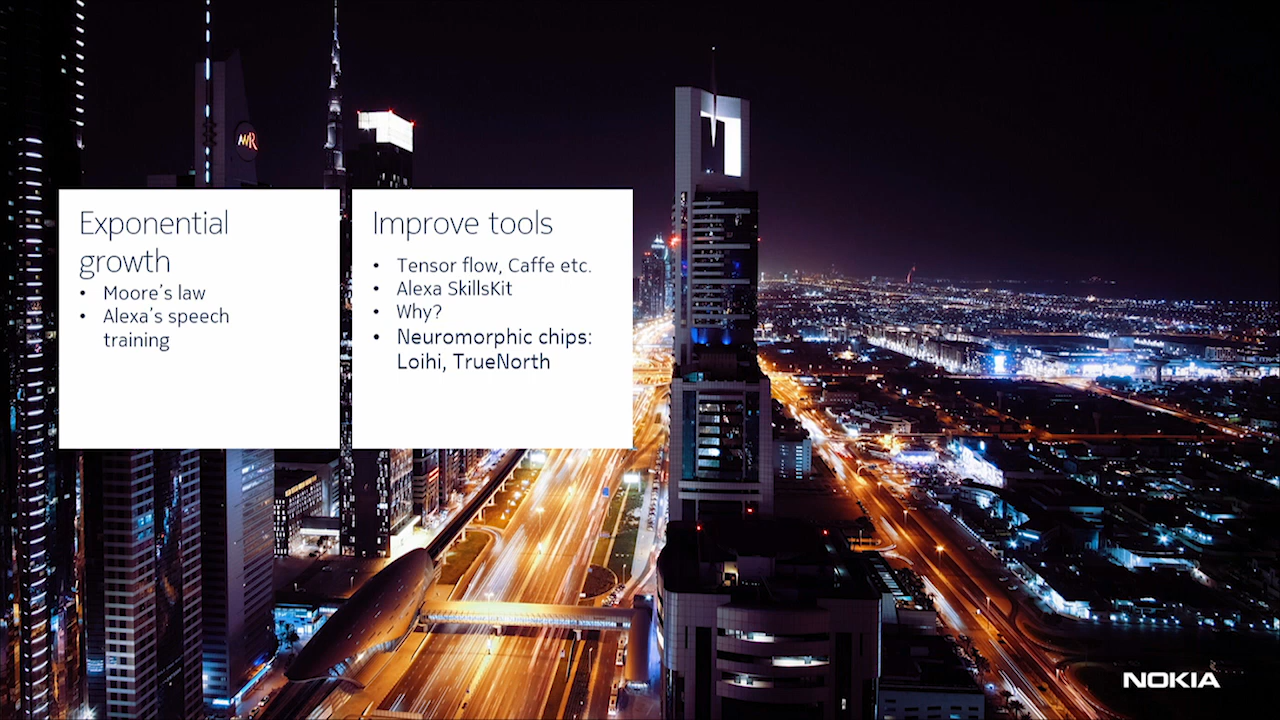 Exponential
growth
• Moore's law
• Alexa's speech
training
Improve tools
• Tensor flow, Caffe etc.
• Alexa SkillsKit
• Why?
• Neuromorphic chips:
Loihi, TrueNorth
NOKIA